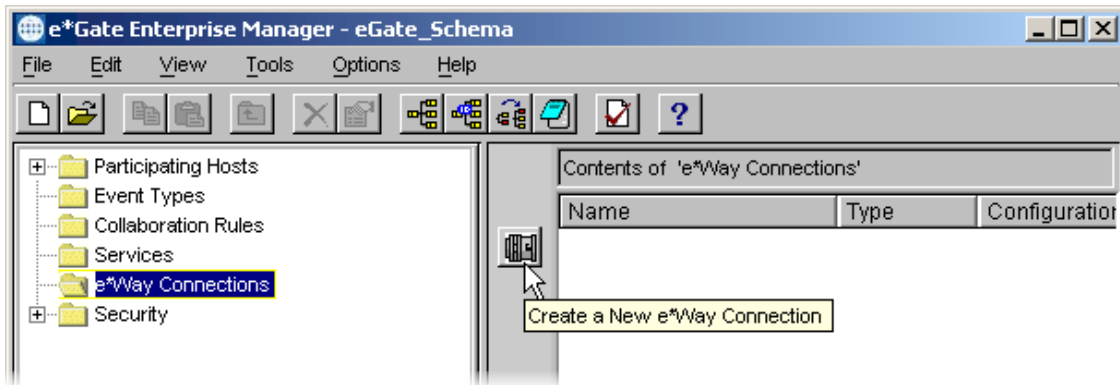 e*Gate Enterprise Manager - eGate_Schema
File Edit View Tools Options Help
?
Participating Hosts
Event Types
Collaboration Rules
Services
e*Way Connections
Security
Contents of 'e*Way Connections'
Name Type Configuration
Create a New e*Way Connection